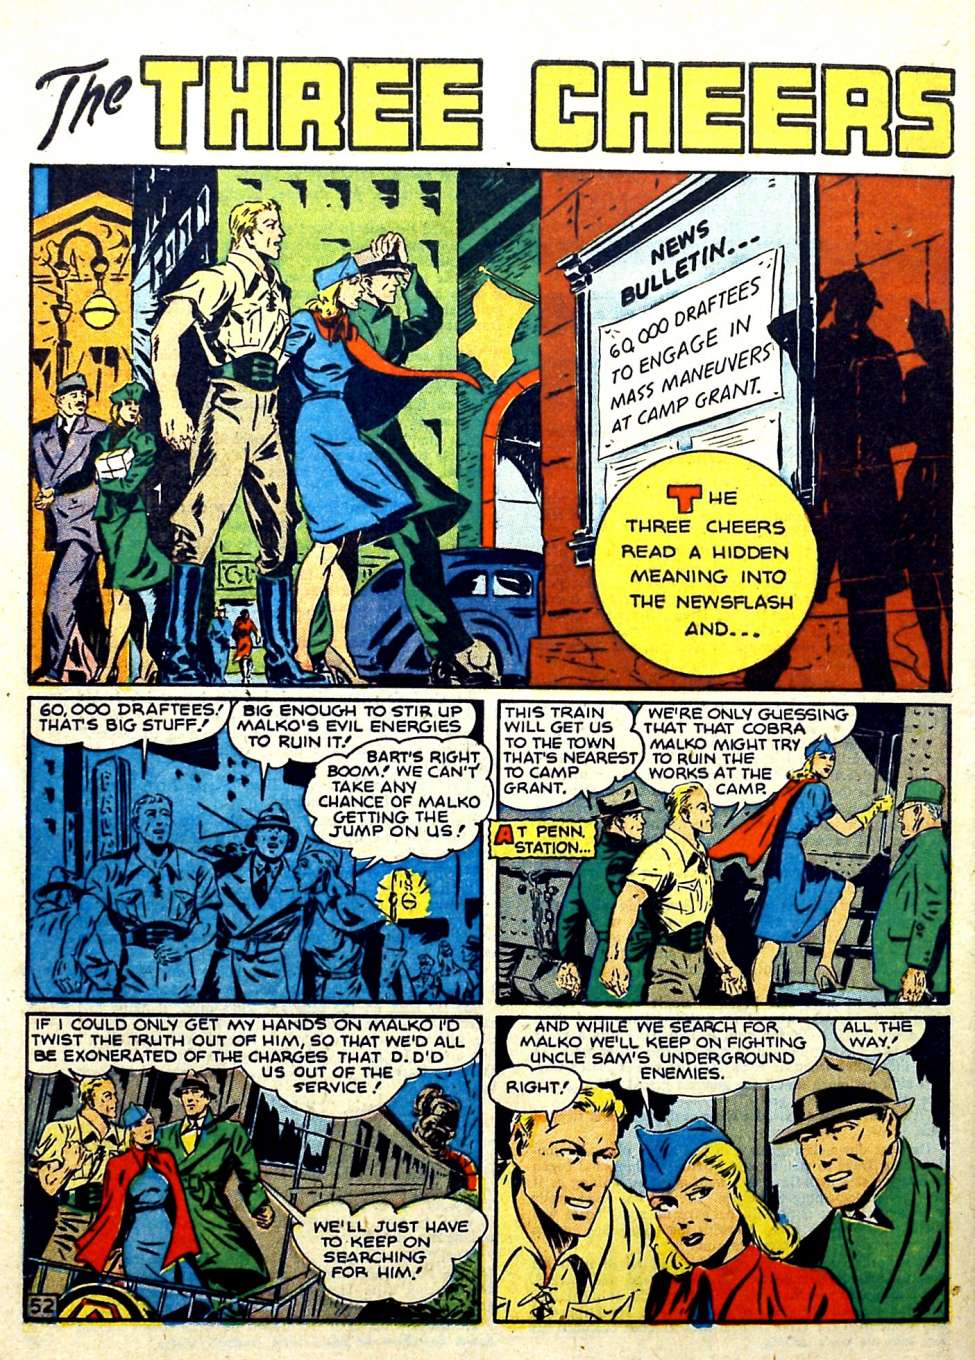 The THREE CHEERS
NEWS
BULLETIN...
60,000 DRAFTEES
TO ENGAGE IN
MASS MANEUVERS
AT CAMP GRANT.
THE
THREE CHEERS
READ A HIDDEN
MEANING INTO
THE NEWSFLASH
AND...
60,000 DRAFTEES!
THAT'S BIG STUFF!
BIG ENOUGH TO STIR UP
MALKO'S EVIL ENERGIES
TO RUIN IT!
BART'S RIGHT
BOOM! WE CAN'T
TAKE ANY
CHANCE OF MALKO
GETTING THE
JUMP ON US!
THIS TRAIN
WILL GET US
TO THE TOWN
THAT'S NEAREST
TO CAMP
GRANT.
WE'RE ONLY GUESSING
THAT THAT COBRA
MALKO MIGHT TRY
TO RUIN THE
WORKS AT THE
CAMP.
AT PENN.
STATION...
IF I COULD ONLY GET MY HANDS ON MALKO I'D
TWIST THE TRUTH OUT OF HIM, SO THAT WE'D ALL
BE EXONERATED OF THE CHARGES THAT D.D'D
US OUT OF THE
SERVICE!
WE'LL JUST HAVE
TO KEEP ON
SEARCHING
FOR HIM!
52
RIGHT!
AND WHILE WE SEARCH FOR
MALKO WE'LL KEEP ON FIGHTING
UNCLE SAM'S UNDERGROUND
ENEMIES.
ALL THE
WAY!